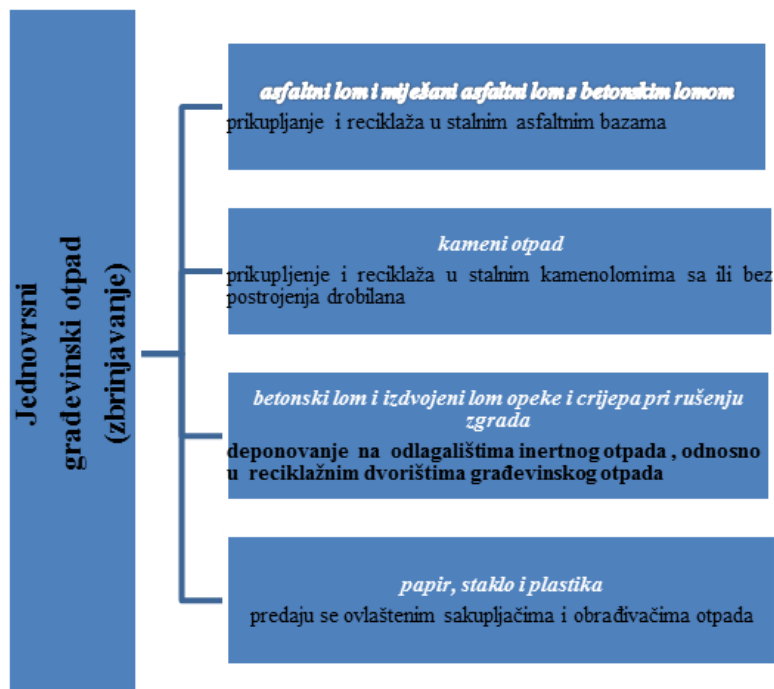 Jednovrsni
građevinski otpad
(zbrinjavanje)
asfaltni lom i miješani asfaltni lom s betonskim lomom
prikupljanje i reciklaža u stalnim asfaltnim bazama
kameni otpad
prikupljenje i reciklaža u stalnim kamenolomima sa ili bez
postrojenja drobilana
betonski lom i izdvojeni lom opeke i crijepa pri rušenju
zgrada
deponovanje na odlagalištima inertnog otpada , odnosno
u reciklažnim dvorištima građevinskog otpada
papir, staklo i plastika
predaju se ovlaštenim sakupljačima i obrađivačima otpada